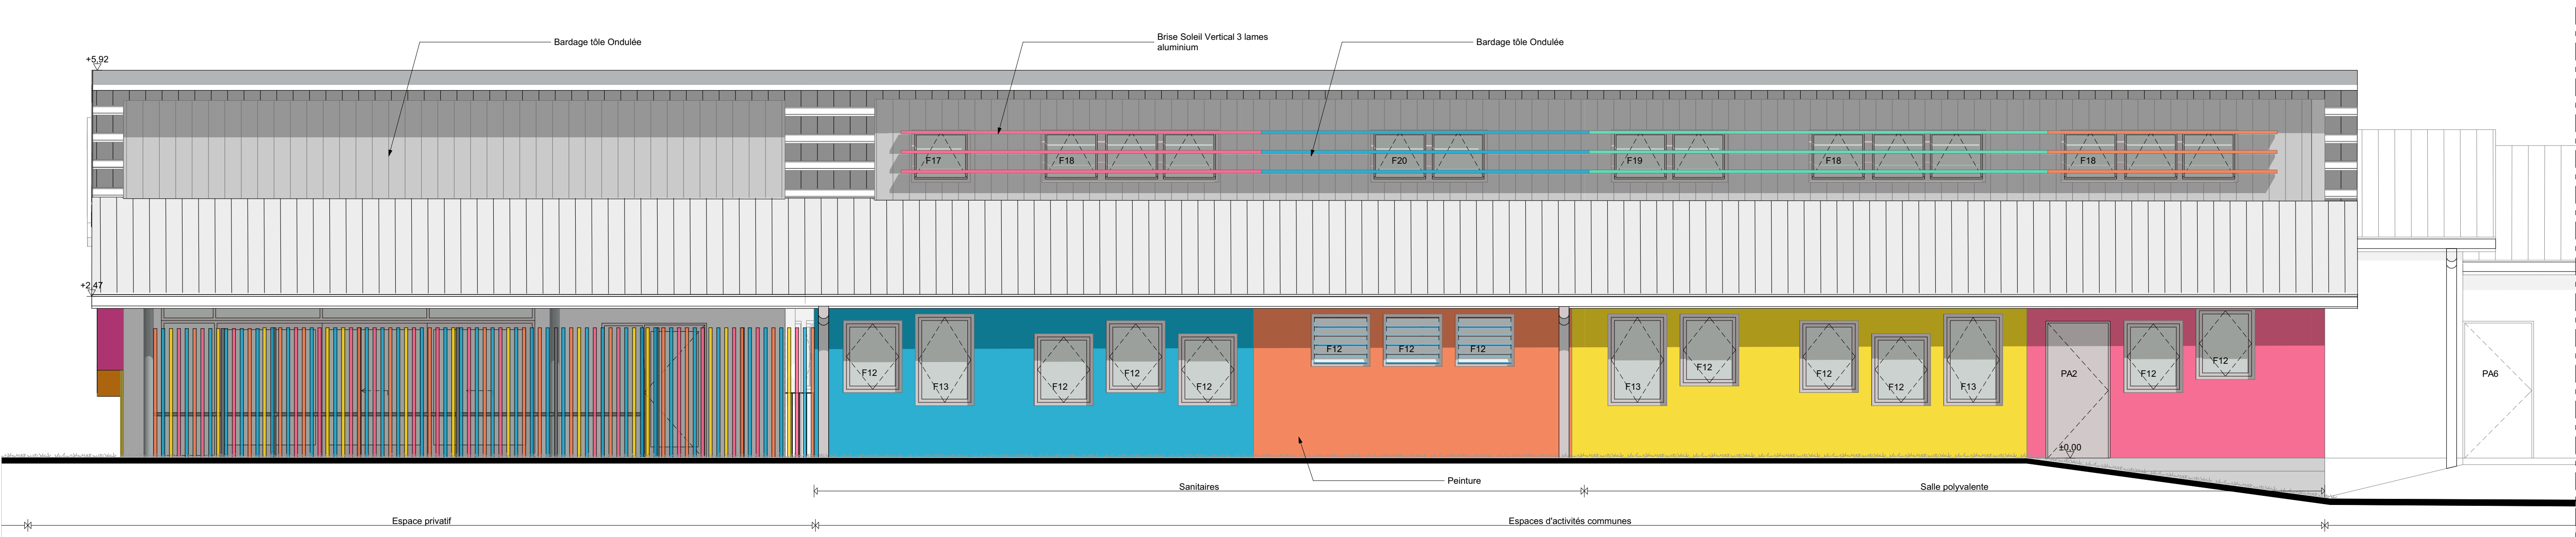 Bardage tôle Ondulée
Brise Soleil Vertical 3 lames
aluminium
Bardage tôle Ondulée
+5,92
F17
F18
F20
F19
F18
F18
+2,47
F12
F13
F12
F12
F12
F12
F12
F12
F13
F12
F12
F12
F13
PA2
F12
F12
PA6
±0,00
Peinture
Sanitaires
Salle polyvalente
Espace privatif
Espaces d'activités communes